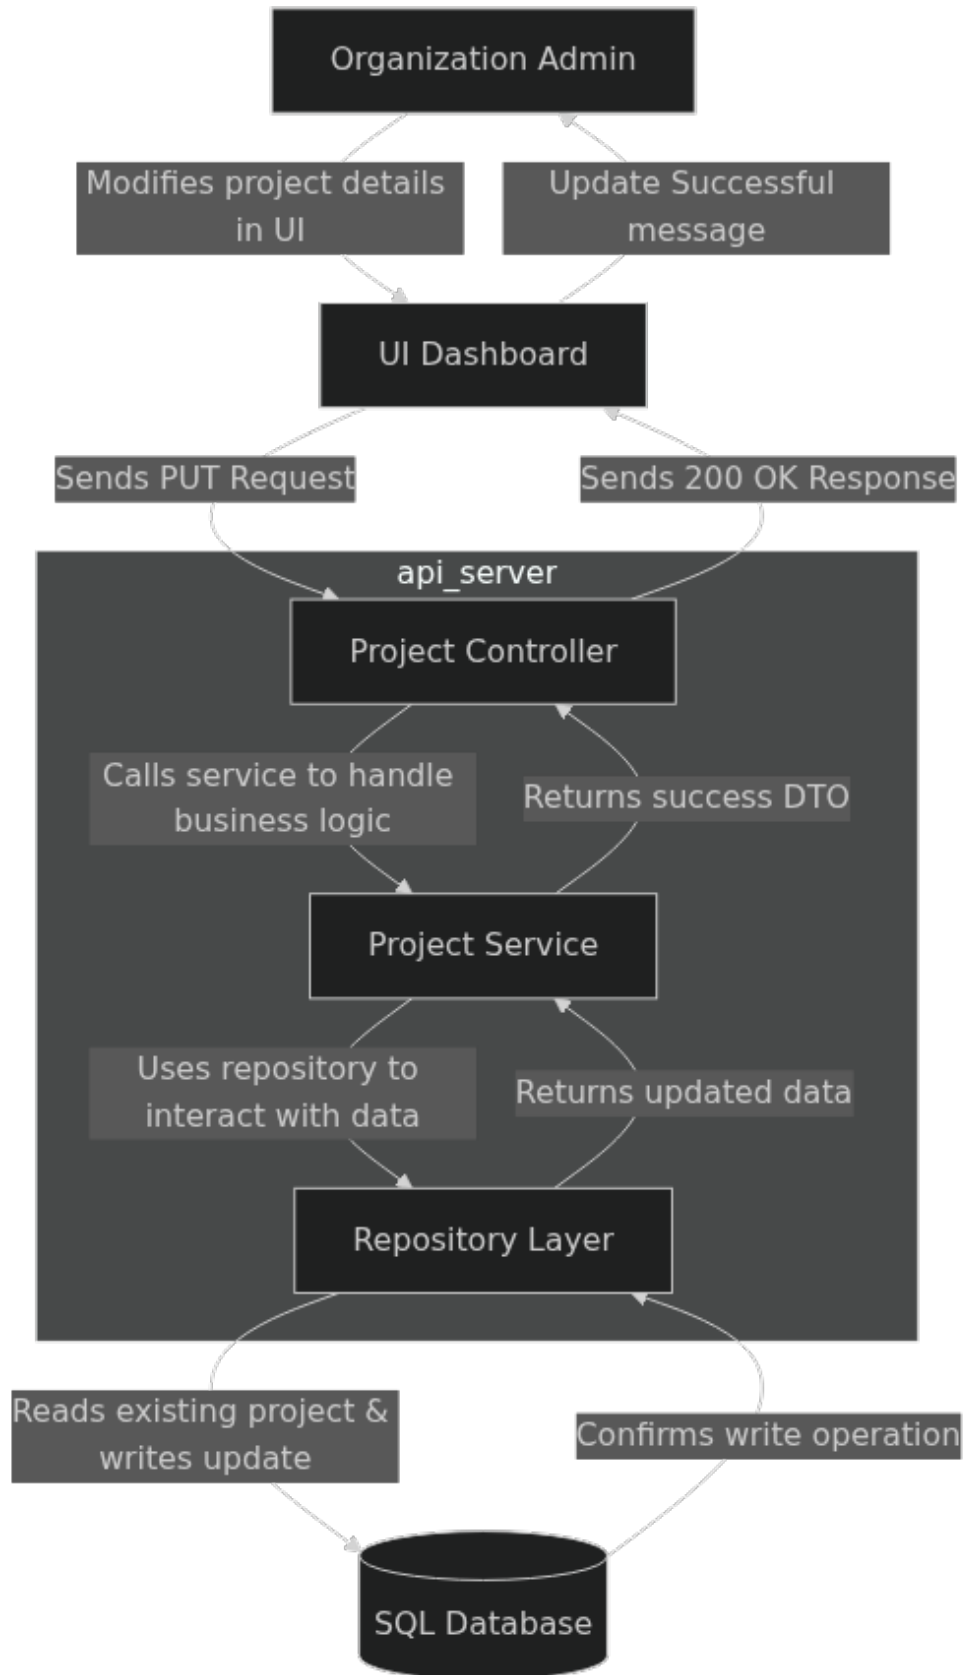 Organization Admin
Modifies project details
in UI
Update Successful
message
UI Dashboard
Sends PUT Request
Sends 200 OK Response
api_server
Project Controller
Calls service to handle
business logic
Returns success DTO
Project Service
Uses repository to
interact with data
Returns updated data
Repository Layer
Reads existing project &
writes update
Confirms write operation
SQL Database